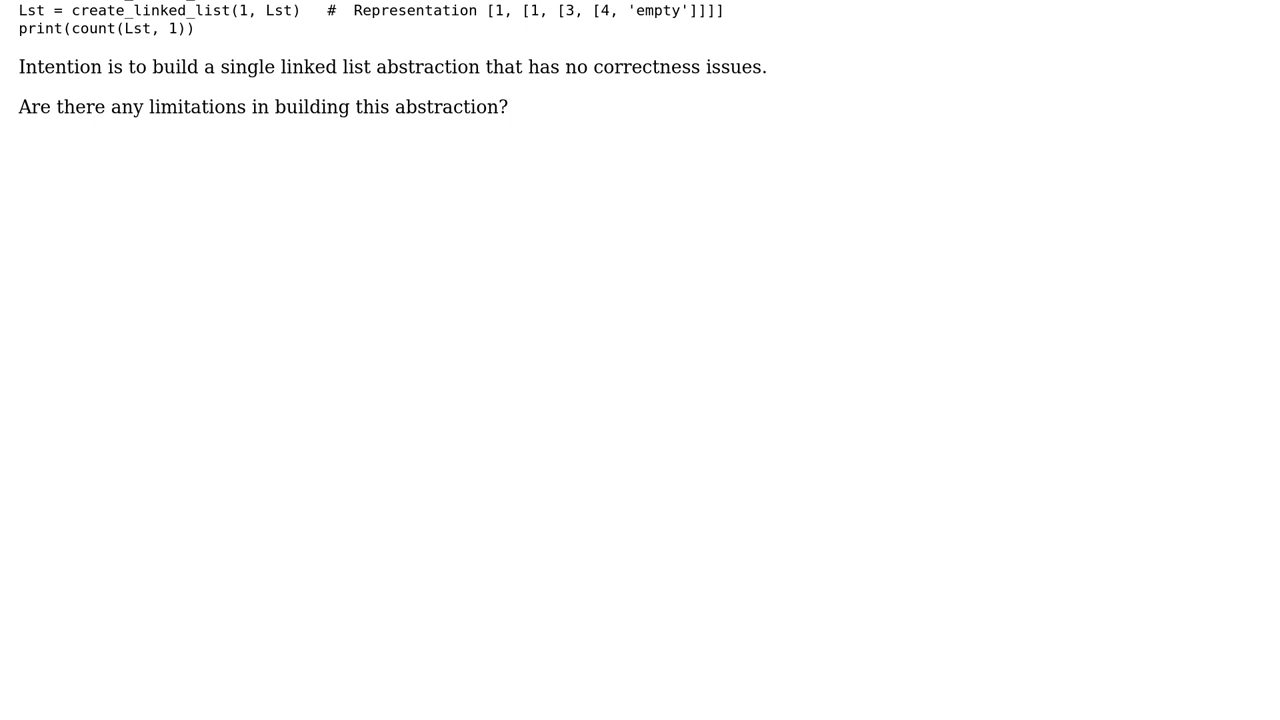 Lst = create_linked_list(1, Lst)   #  Representation [1, [1, [3, [4, 'empty']]]]
print(count(Lst, 1))
Intention is to build a single linked list abstraction that has no correctness issues.
Are there any limitations in building this abstraction?